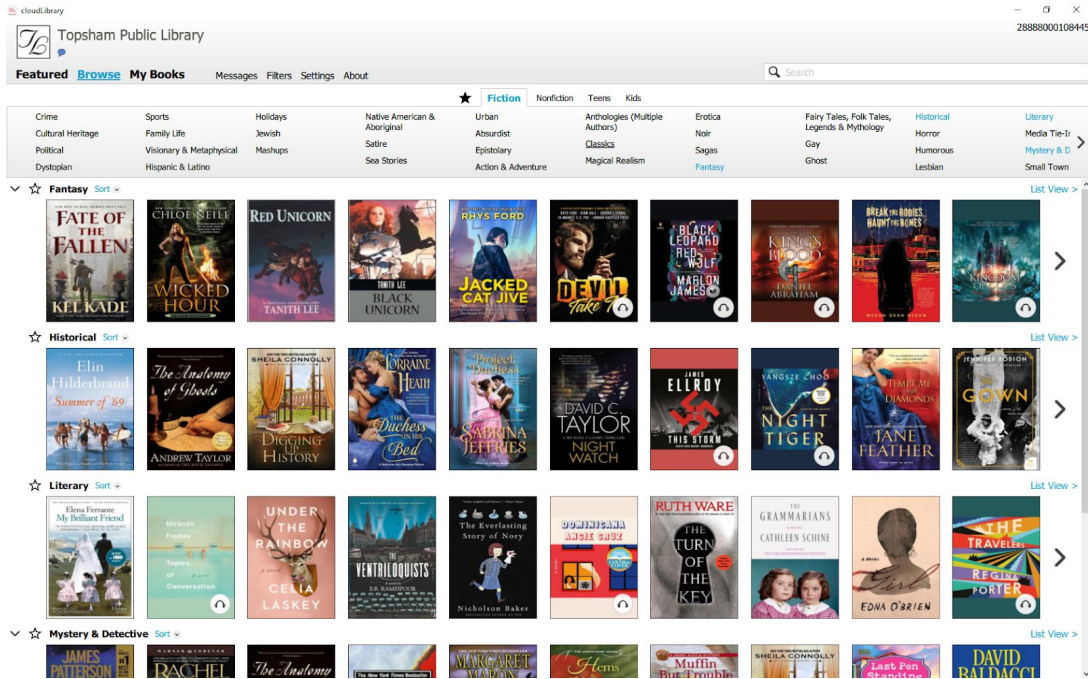 cloudLibrary
Topsham Public Library
28888000108445
Featured Browse My Books Messages Filters Settings About
Search
Fiction Nonfiction Teens Kids
Crime Sports Holidays Native American & Aboriginal Urban Anthologies (Multiple Authors) Erotica Fairy Tales, Folk Tales, Legends & Mythology Historical Literary
Cultural Heritage Family Life Jewish Satire Absurdist Classics Noir Gay Horror Media Tie-In
Political Visionary & Metaphysical Mashups Sea Stories Epistolary Magical Realism Sagas Ghost Humorous Mystery & D
Dystopian Hispanic & Latino Action & Adventure Fantasy Lesbian Small Town
Fantasy Sort List View >
FATE OF THE FALLEN
KEL KADE
CHLOE NEILL
WICKED HOUR
RED UNICORN
TANITH LEE
TANITH LEE
BLACK UNICORN
RHYS FORD
JACKED CAT JIVE
DEVIL
Take
BLACK LEOPARD RED WOLF
MARLON JAMES
KING'S BLOOD
DANIEL ABRAHAM
BREAK THE BODIES, HAUNT THE BONES
KINGDOM
Historical Sort List View >
Elin Hilderbrand
Summer of '69
The Anatomy of Ghosts
ANDREW TAYLOR
SHEILA CONNOLLY
DIGGING UP HISTORY
LORRAINE HEATH
THE Duchess IN HIS Bed
Project Duchess
SABRINA JEFFRIES
DAVID C. TAYLOR
NIGHT WATCH
JAMES ELLROY
THIS STORM
YANGSZE CHOO
THE NIGHT TIGER
TEMPT ME WITH DIAMONDS
JANE FEATHER
JENNIFER ROBSON
THE GOWN
Literary Sort List View >
Elena Ferrante
My Brilliant Friend
Miranda Popkey
Topics of Conversation
UNDER THE RAINBOW
CELIA LASKEY
THE VENTRILOQUISTS
E.R. RAMZIPOOR
The Everlasting Story of Nory
Nicholson Baker
DOMINICANA
ANGIE CRUZ
RUTH WARE
THE TURN OF THE KEY
THE GRAMMARIANS
CATHLEEN SCHINE
Girl
EDNA O'BRIEN
THE TRAVELERS
REGINA PORTER
Mystery & Detective Sort List View >
JAMES PATTERSON
WARNER FOREVER
RACHEL
The Anatomy
The New York Times Bestseller
MARGARET MARON
Hems
Muffin But Trouble
SHEILA CONNOLLY
Last Pen Standing
DAVID BALDACCI